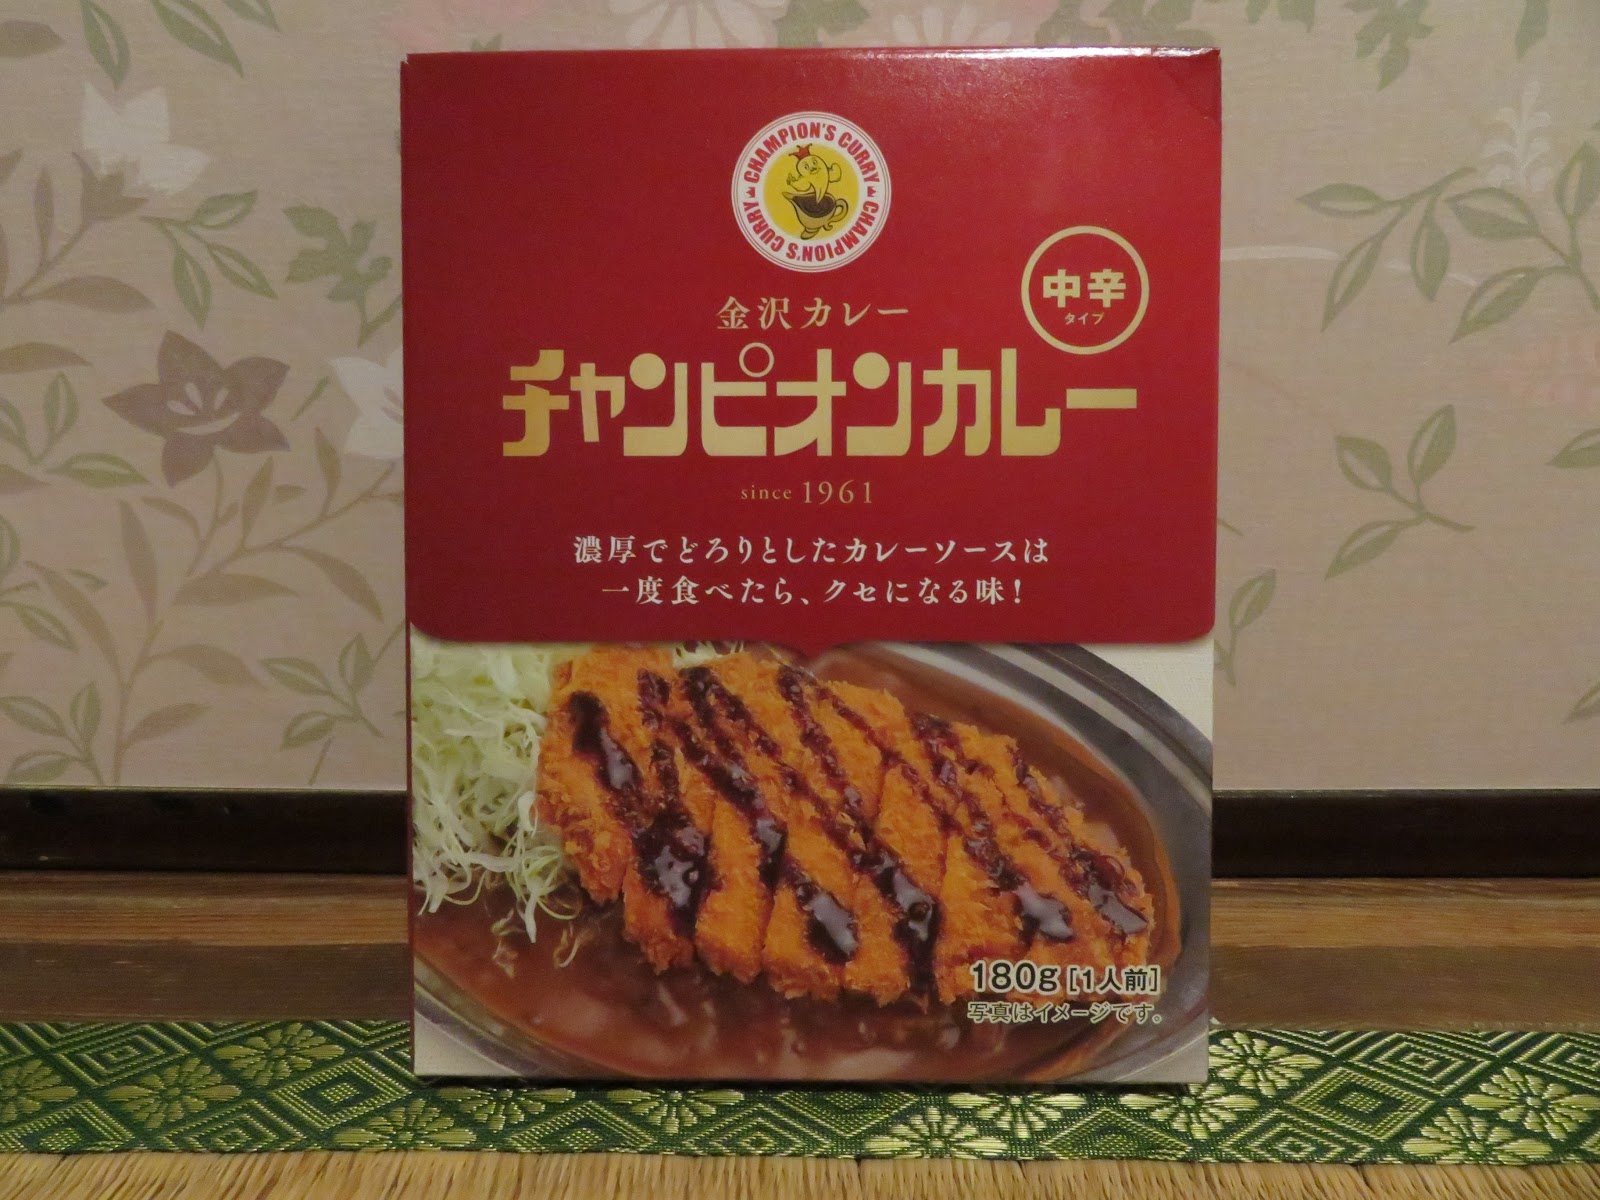 CHAMPION'S CURRY
CHAMPION'S CURRY
中辛
タイプ
金沢カレー
チャンピオンカレー
since 1961
濃厚でどろりとしたカレーソースは
一度食べたら、クセになる味!
180g [1人前]
写真はイメージです。